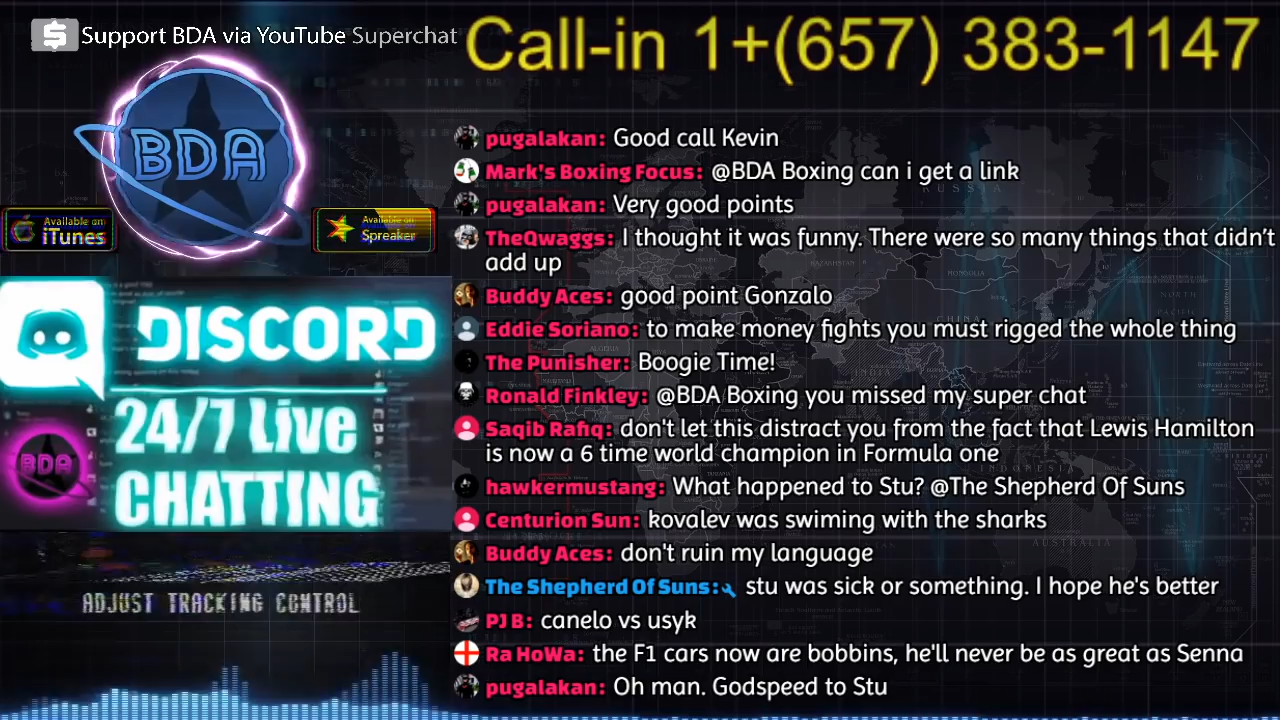 Support BDA via YouTube Superchat
Call-in 1+(657) 383-1147
BDA
Available on
iTunes
Available on
Spreaker
DISCORD
24/7 Live
CHATTING
BDA
ADJUST TRACKING CONTROL
pugalakan: Good call Kevin
Mark's Boxing Focus: @BDA Boxing can i get a link
pugalakan: Very good points
TheQwaggs: I thought it was funny. There were so many things that didn't
add up
Buddy Aces: good point Gonzalo
Eddie Soriano: to make money fights you must rigged the whole thing
The Punisher: Boogie Time!
Ronald Finkley: @BDA Boxing you missed my super chat
Saqib Rafiq: don't let this distract you from the fact that Lewis Hamilton
is now a 6 time world champion in Formula one
hawkermustang: What happened to Stu? @The Shepherd Of Suns
Centurion Sun: kovalev was swiming with the sharks
Buddy Aces: don't ruin my language
The Shepherd Of Suns: stu was sick or something. I hope he's better
PJ B: canelo vs usyk
Ra HoWa: the F1 cars now are bobbins, he'll never be as great as Senna
pugalakan: Oh man. Godspeed to Stu
RUSSIA
MONGOLIA
CHINA
NORTH
PACIFIC
INDONESIA
AUSTRALIA